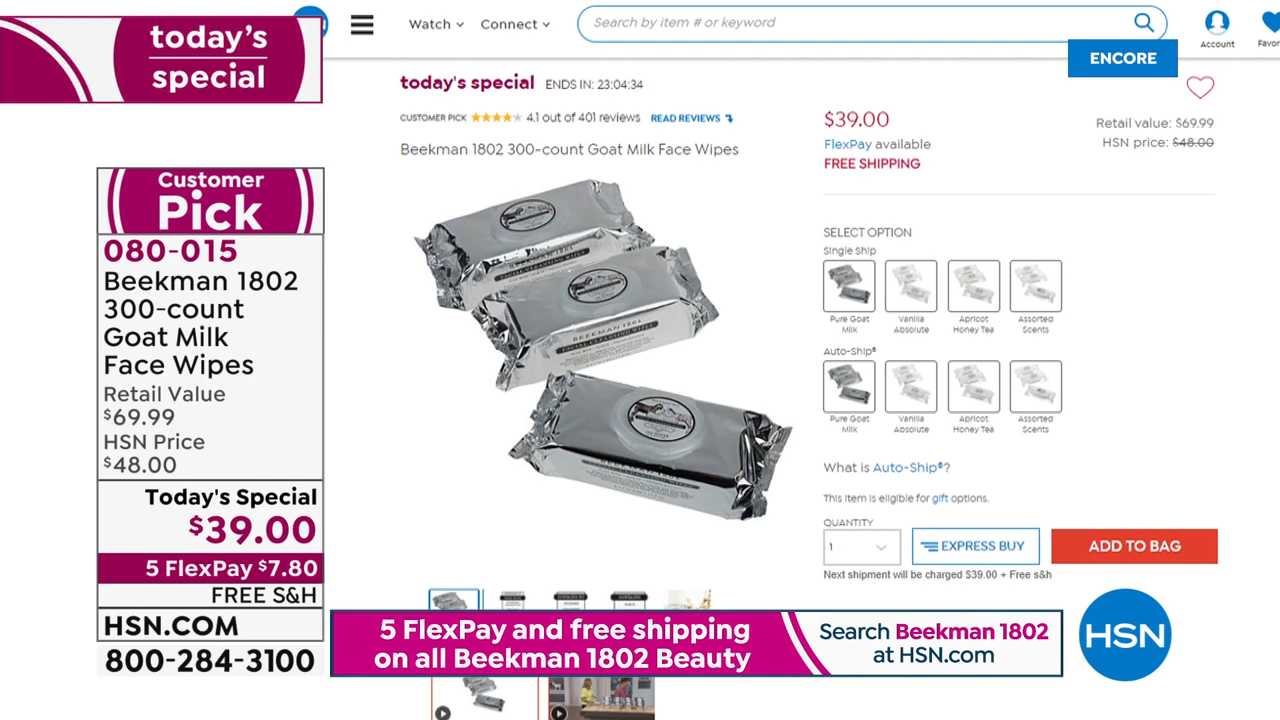 today's
special
Watch
Connect
Search by item # or keyword
Account
ENCORE
today's special ENDS IN: 23:04:34
CUSTOMER PICK 4.1 out of 401 reviews READ REVIEWS
Beekman 1802 300-count Goat Milk Face Wipes
$39.00
FlexPay available
FREE SHIPPING
Retail value: $69.99
HSN price: $48.00
Customer
Pick
080-015
Beekman 1802
300-count
Goat Milk
Face Wipes
Retail Value
$69.99
HSN Price
$48.00
Today's Special
$39.00
5 FlexPay $7.80
FREE S&H
HSN.COM
800-284-3100
BEEKMAN 1802
FACIAL CLEANSING WIPES
SELECT OPTION
Single Ship
Pure Goat
Milk
Vanilla
Absolute
Apricot
Honey Tea
Assorted
Scents
Auto-Ship®
Pure Goat
Milk
Vanilla
Absolute
Apricot
Honey Tea
Assorted
Scents
What is Auto-Ship®?
This item is eligible for gift options.
QUANTITY
1
EXPRESS BUY
ADD TO BAG
Next shipment will be charged $39.00 + Free s&h
5 FlexPay and free shipping
on all Beekman 1802 Beauty
Search Beekman 1802
at HSN.com
HSN